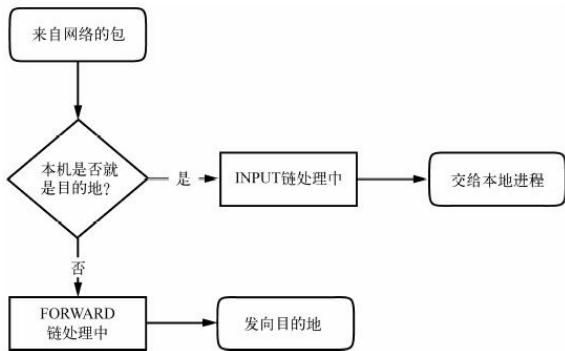 来自网络的包
本机是否就
是目的地?
是
INPUT链处理中
交给本地进程
否
FORWARD
链处理中
发向目的地